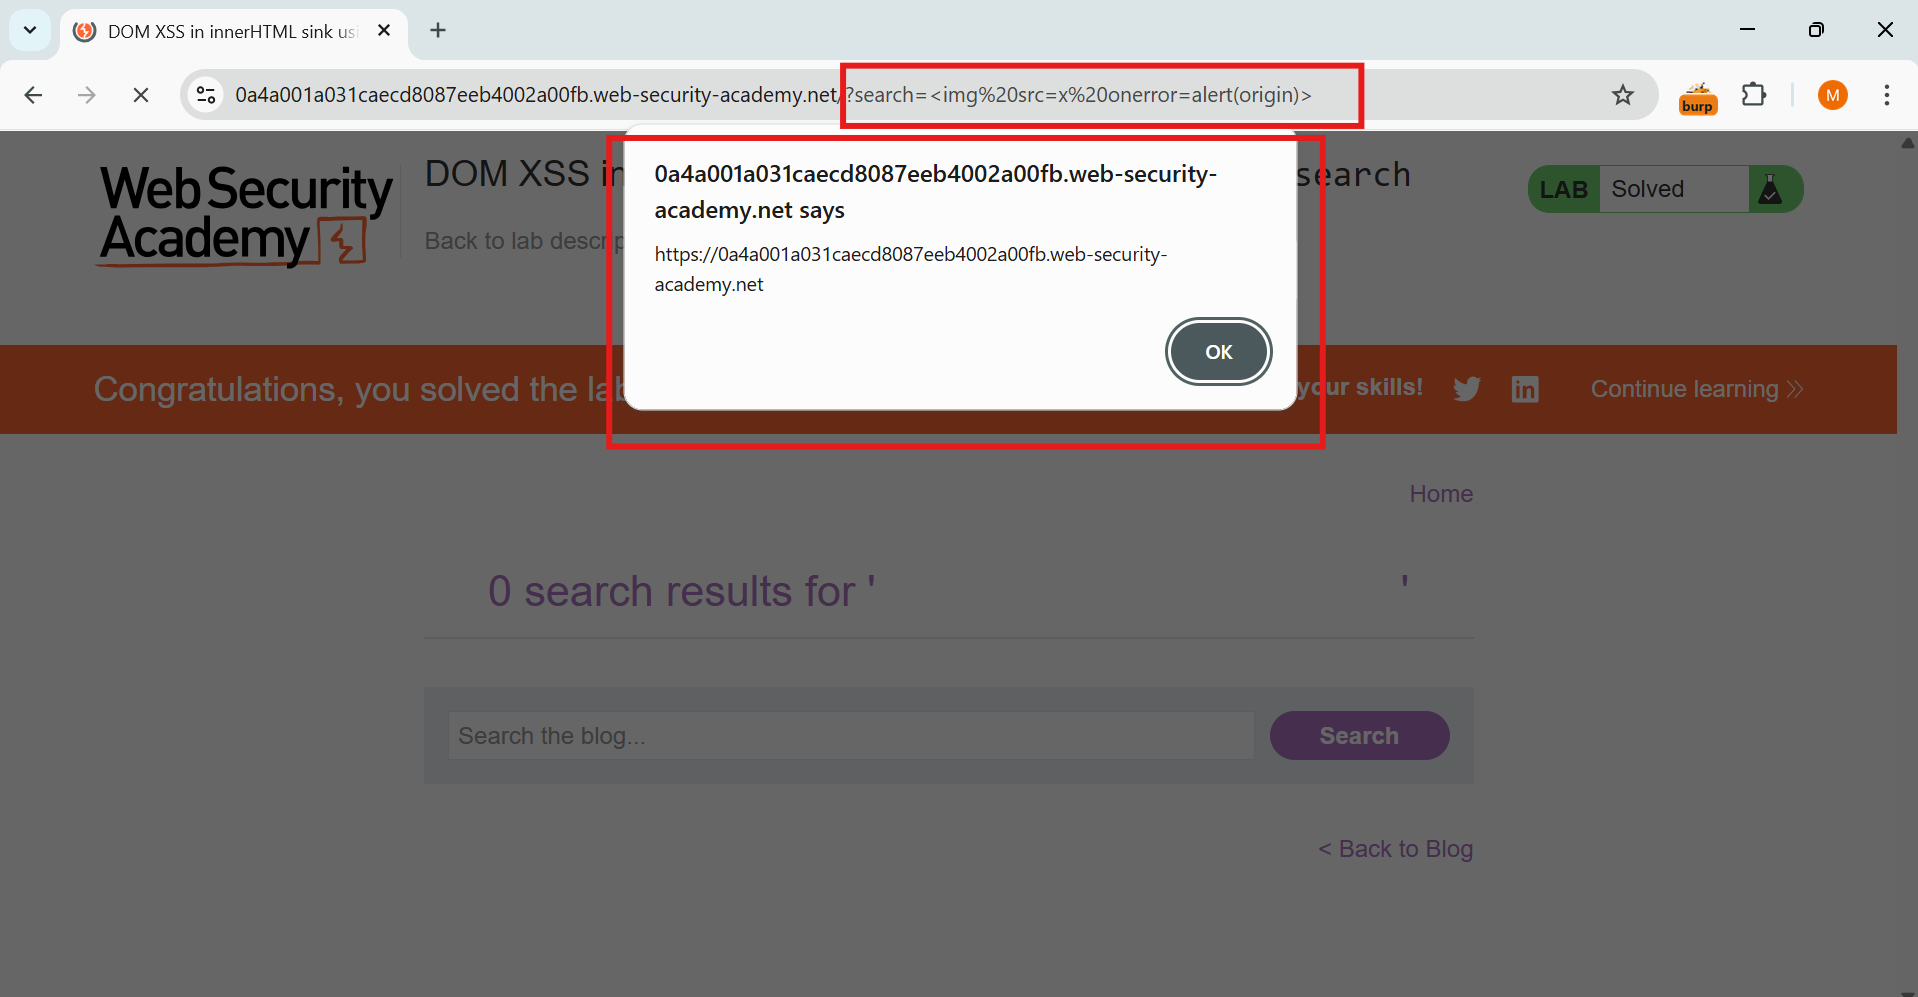 DOM XSS in innerHTML sink usi
0a4a001a031caecd8087eeb4002a00fb.web-security-academy.net/?search=<img%20src=x%20onerror=alert(origin)>
burp
M
0a4a001a031caecd8087eeb4002a00fb.web-security-
academy.net says
https://0a4a001a031caecd8087eeb4002a00fb.web-security-
academy.net
OK
Web Security
Academy
DOM XSS in
search
Back to lab descrip
LAB Solved
Congratulations, you solved the lab
your skills!
Continue learning
Home
0 search results for ' '
Search the blog...
Search
< Back to Blog